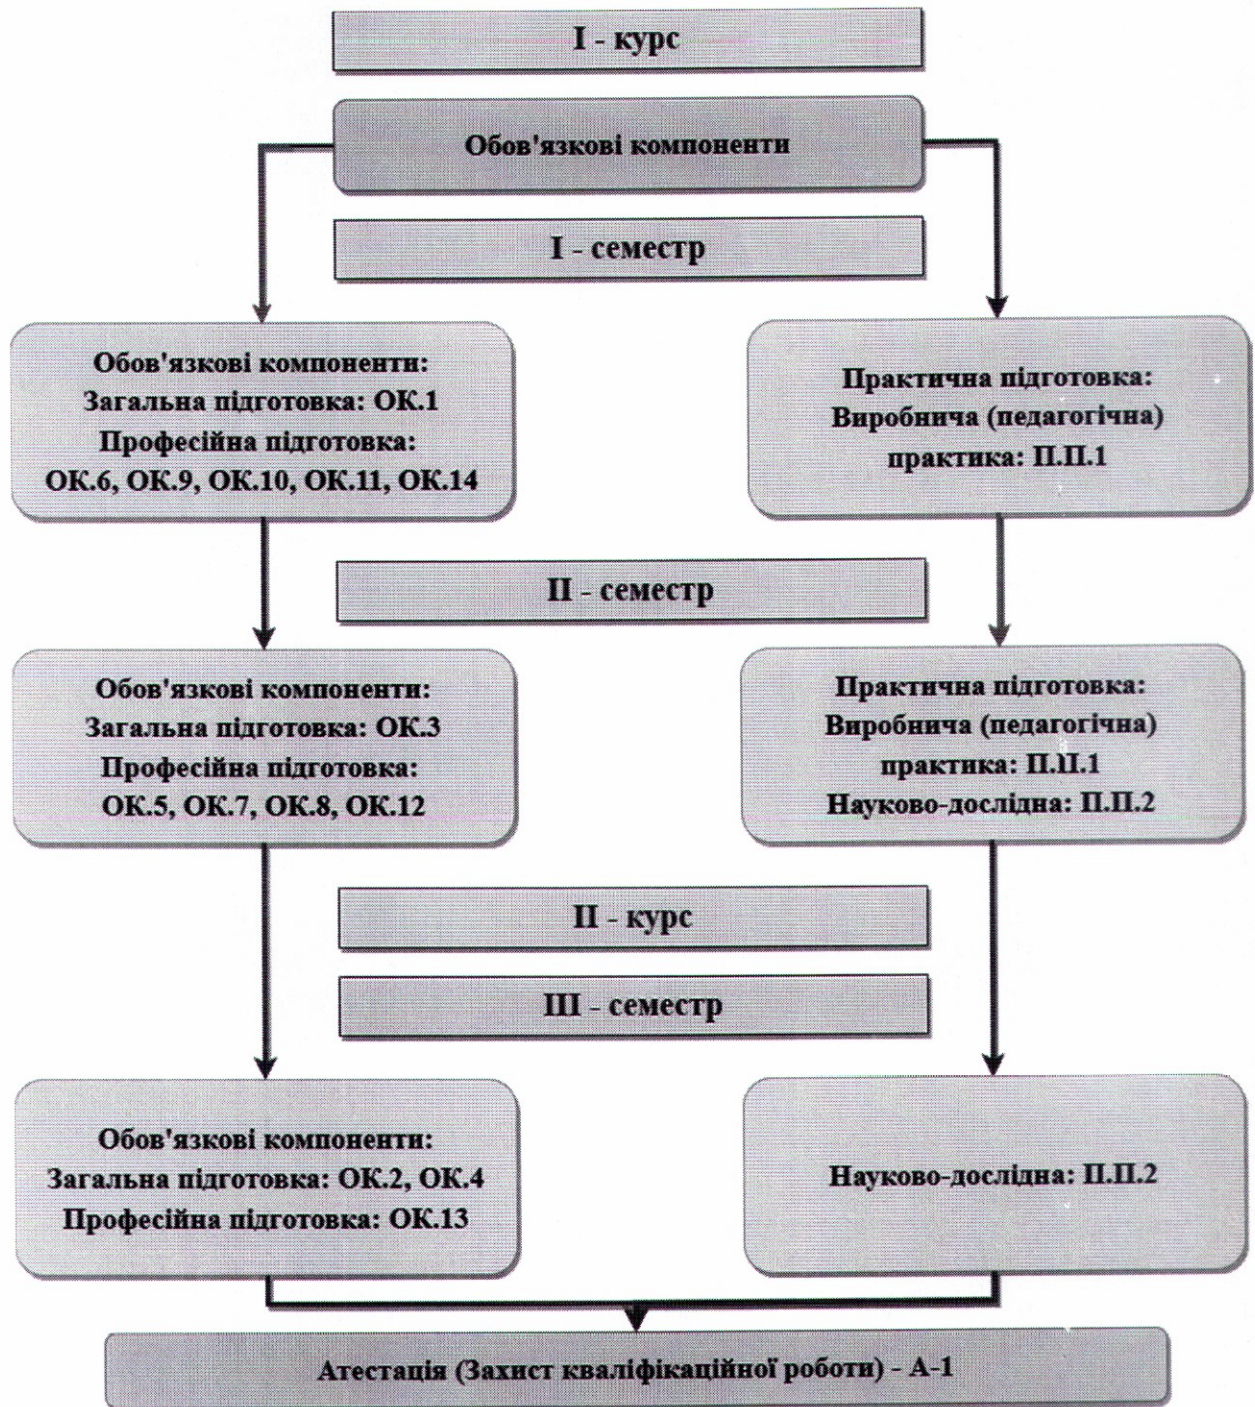 I - курс
Обов'язкові компоненти
I - семестр
Обов'язкові компоненти:
Загальна підготовка: ОК.1
Професійна підготовка:
ОК.6, ОК.9, ОК.10, ОК.11, ОК.14
Практична підготовка:
Виробнича (педагогічна)
практика: П.П.1
II - семестр
Обов'язкові компоненти:
Загальна підготовка: ОК.3
Професійна підготовка:
ОК.5, ОК.7, ОК.8, ОК.12
Практична підготовка:
Виробнича (педагогічна)
практика: П.П.1
Науково-дослідна: П.П.2
II - курс
III - семестр
Обов'язкові компоненти:
Загальна підготовка: ОК.2, ОК.4
Професійна підготовка: ОК.13
Науково-дослідна: П.П.2
Атестація (Захист кваліфікаційної роботи) - А-1